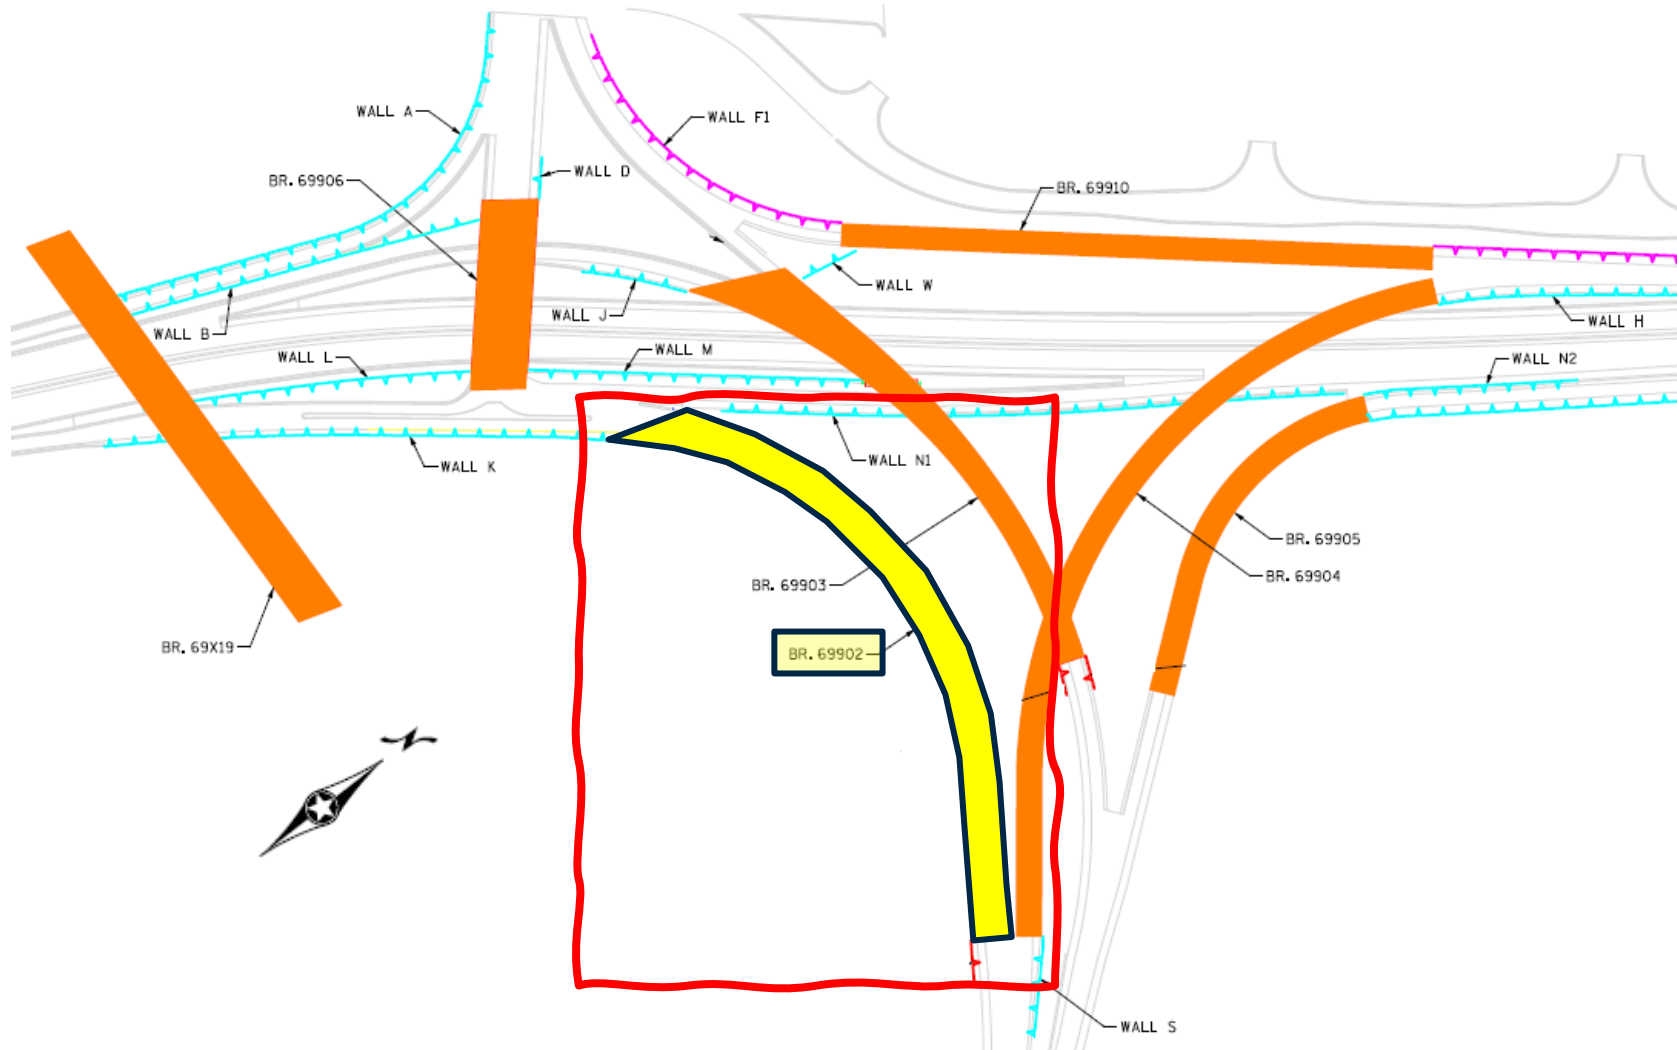 WALL A
WALL F1
BR. 69906
WALL D
BR. 69910
WALL W
WALL B
WALL J
WALL H
WALL L
WALL M
WALL N2
WALL K
WALL N1
BR. 69903
BR. 69905
BR. 69904
BR. 69X19
BR. 69902
WALL S